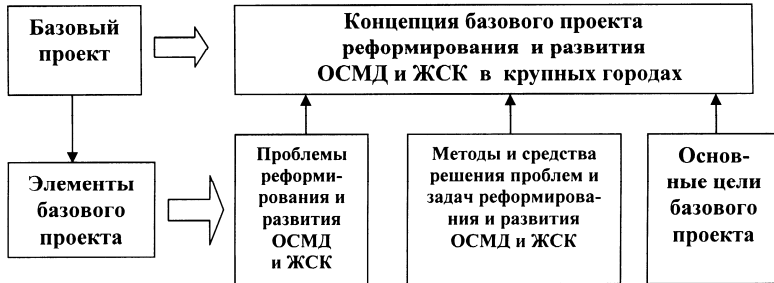 Базовый
проект
Концепция базового проекта
реформирования и развития
ОСМД и ЖСК в крупных городах
Элементы
базового
проекта
Проблемы
реформи-
рования и
развития
ОСМД
и ЖСК
Методы и средства
решения проблем и
задач реформирова-
ния и развития
ОСМД и ЖСК
Основ-
ные цели
базового
проекта